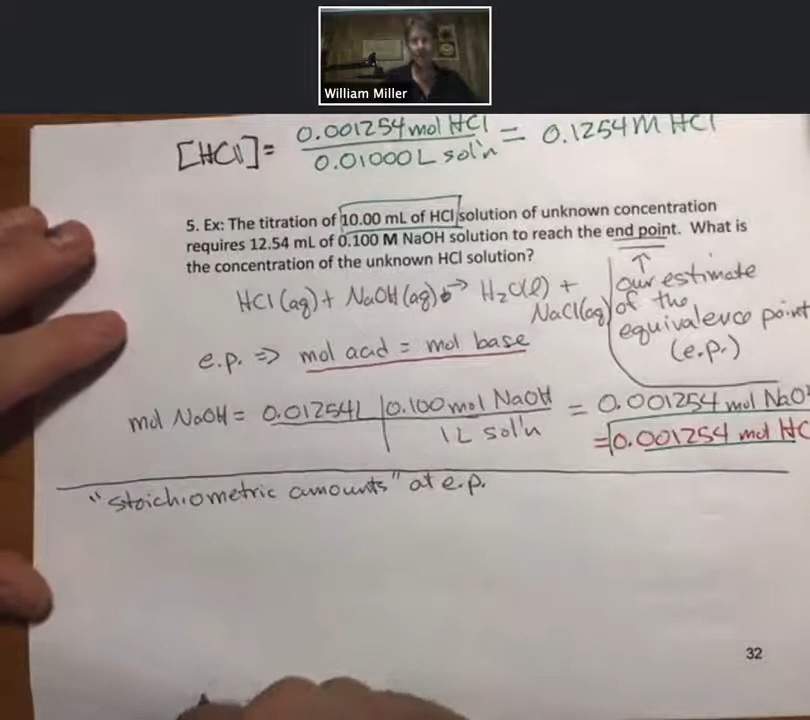 William Miller
[HCl] = 0.001254 mol HCl / 0.01000 L sol'n = 0.1254 M HCl
5. Ex: The titration of 10.00 mL of HCl solution of unknown concentration
requires 12.54 mL of 0.100 M NaOH solution to reach the end point. What is
the concentration of the unknown HCl solution?
HCl(aq) + NaOH(aq) → H₂O(l) +
NaCl(aq)
↑
our estimate
of the
equivalence point
(e.p.)
e.p. => mol acid = mol base
mol NaOH = 0.01254L | 0.100 mol NaOH / 1L sol'n = 0.001254 mol NaO
= 0.001254 mol HC
"stoichiometric amounts" at e.p.
32